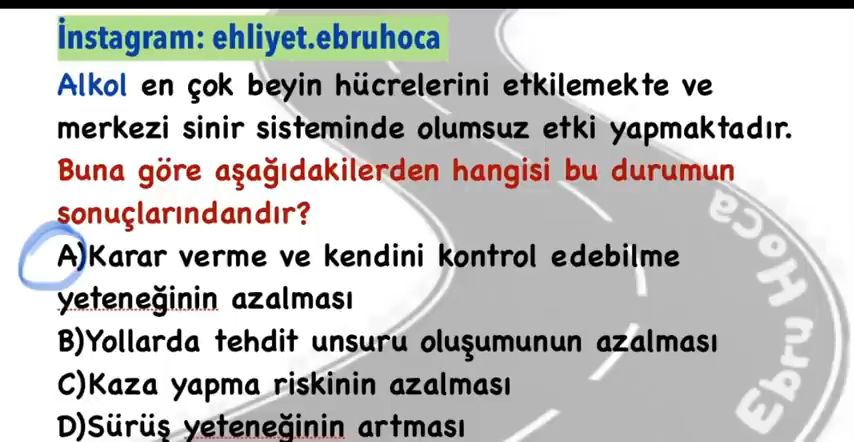 İnstagram: ehliyet.ebruhoca
Alkol en çok beyin hücrelerini etkilemekte ve
merkezi sinir sisteminde olumsuz etki yapmaktadır.
Buna göre aşağıdakilerden hangisi bu durumun
sonuçlarındandır?
A)Karar verme ve kendini kontrol edebilme
yeteneğinin azalması
B)Yollarda tehdit unsuru oluşumunun azalması
C)Kaza yapma riskinin azalması
D)Sürüş yeteneğinin artması
Ebru Hoca